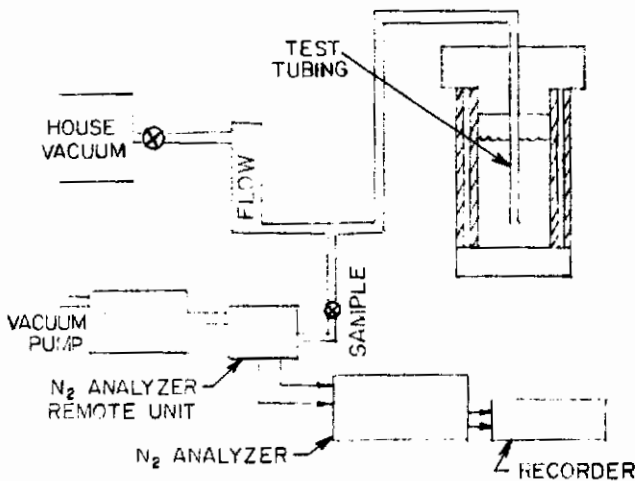 TEST
TUBING
HOUSE
VACUUM
FLOW
SAMPLE
VACUUM
PUMP
N₂ ANALYZER
REMOTE UNIT
N₂ ANALYZER
RECORDER